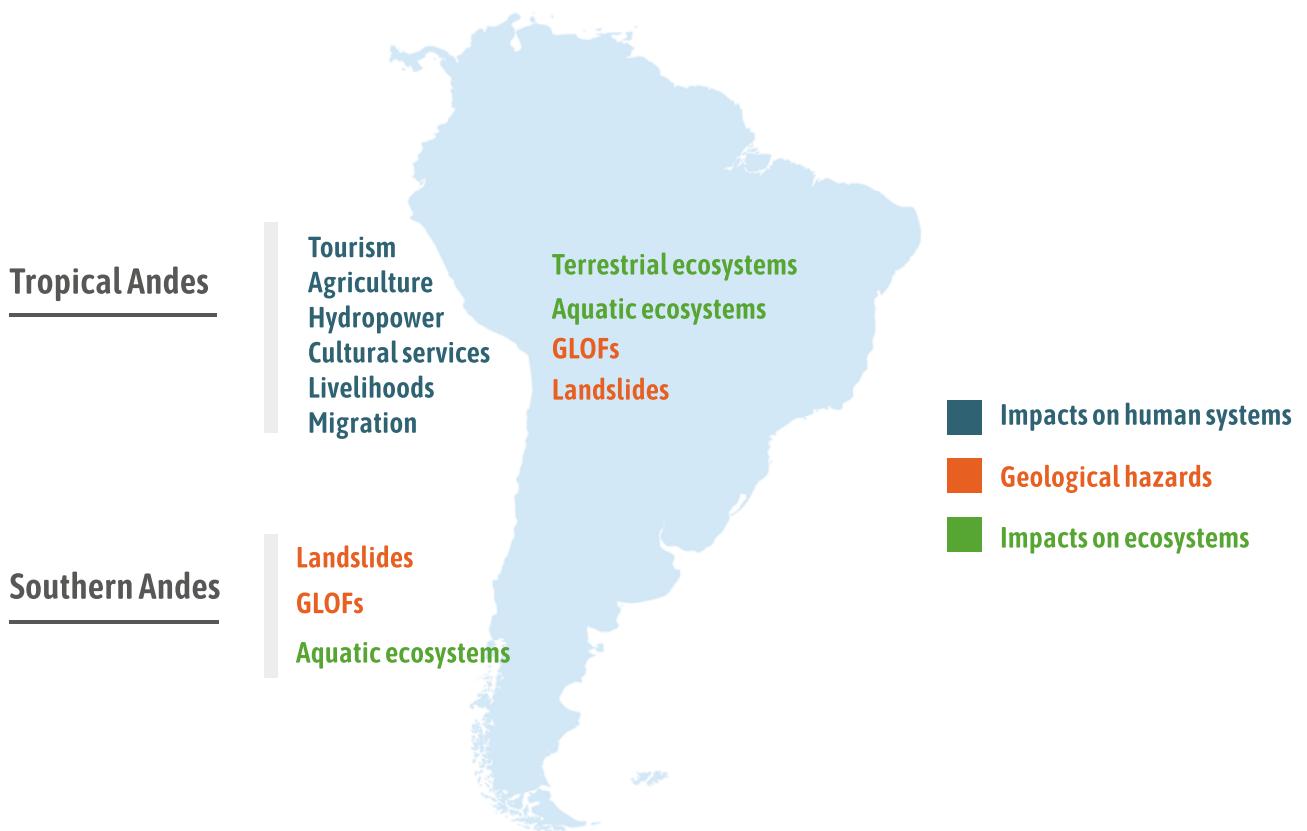 Tropical Andes
Tourism
Agriculture
Hydropower
Cultural services
Livelihoods
Migration
Terrestrial ecosystems
Aquatic ecosystems
GLOFs
Landslides
Southern Andes
Landslides
GLOFs
Aquatic ecosystems
Impacts on human systems
Geological hazards
Impacts on ecosystems